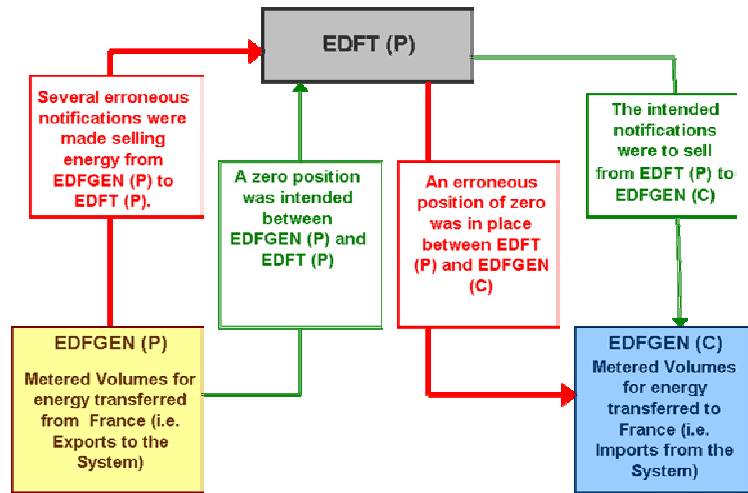 EDFT (P)
Several erroneous
notifications were
made selling
energy from
EDFGEN (P) to
EDFT (P).
A zero position
was intended
between
EDFGEN (P) and
EDFT (P)
An erroneous
position of zero
was in place
between EDFT
(P) and EDFGEN
(C)
The intended
notifications
were to sell
from EDFT (P) to
EDFGEN (C)
EDFGEN (P)
Metered Volumes for
energy transferred
from France (i.e.
Exports to the
System)
EDFGEN (C)
Metered Volumes
for energy
transferred to
France (i.e.
Imports from the
System)